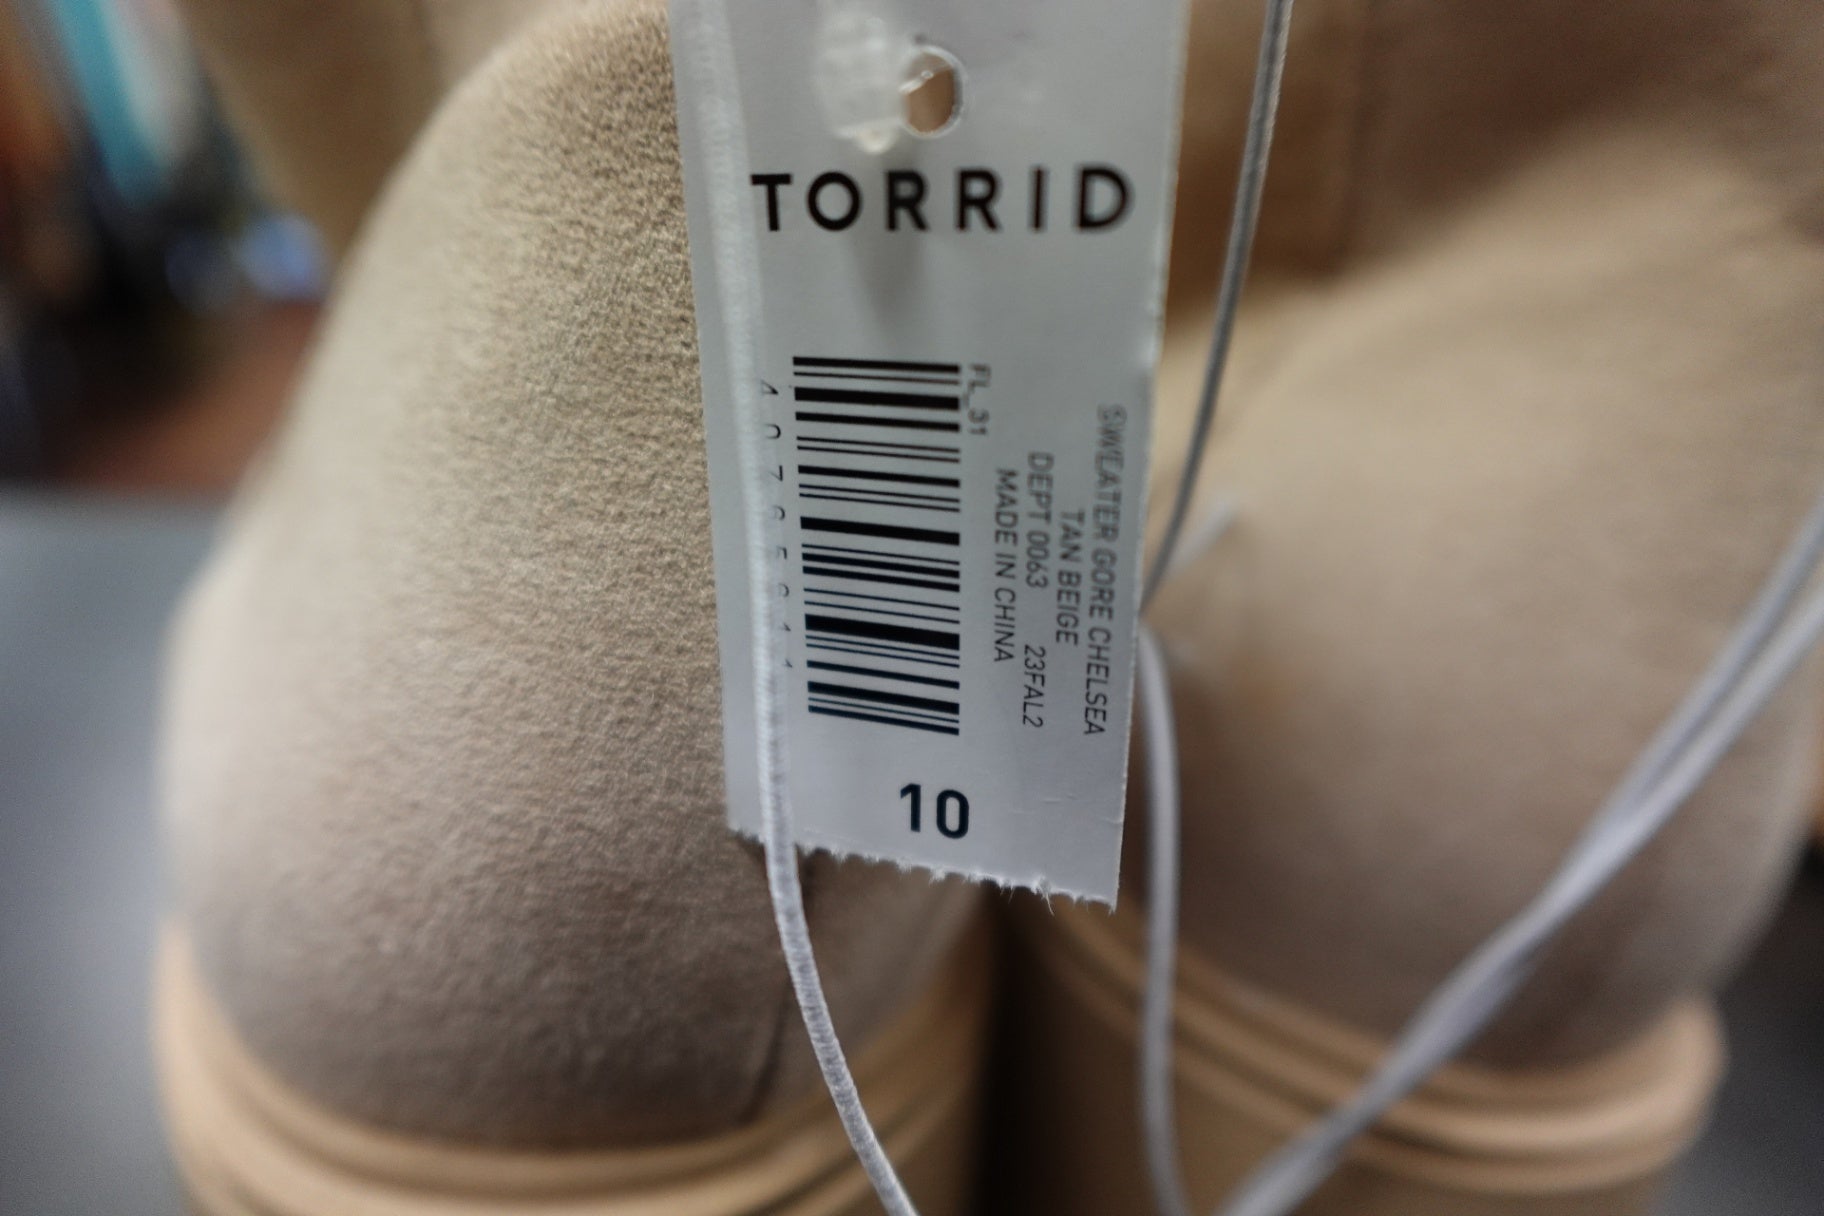 TORRID
SWEATER GORE CHELSEA
TAN BEIGE
DEPT 0063 23FAL2
MADE IN CHINA
FL_31
10